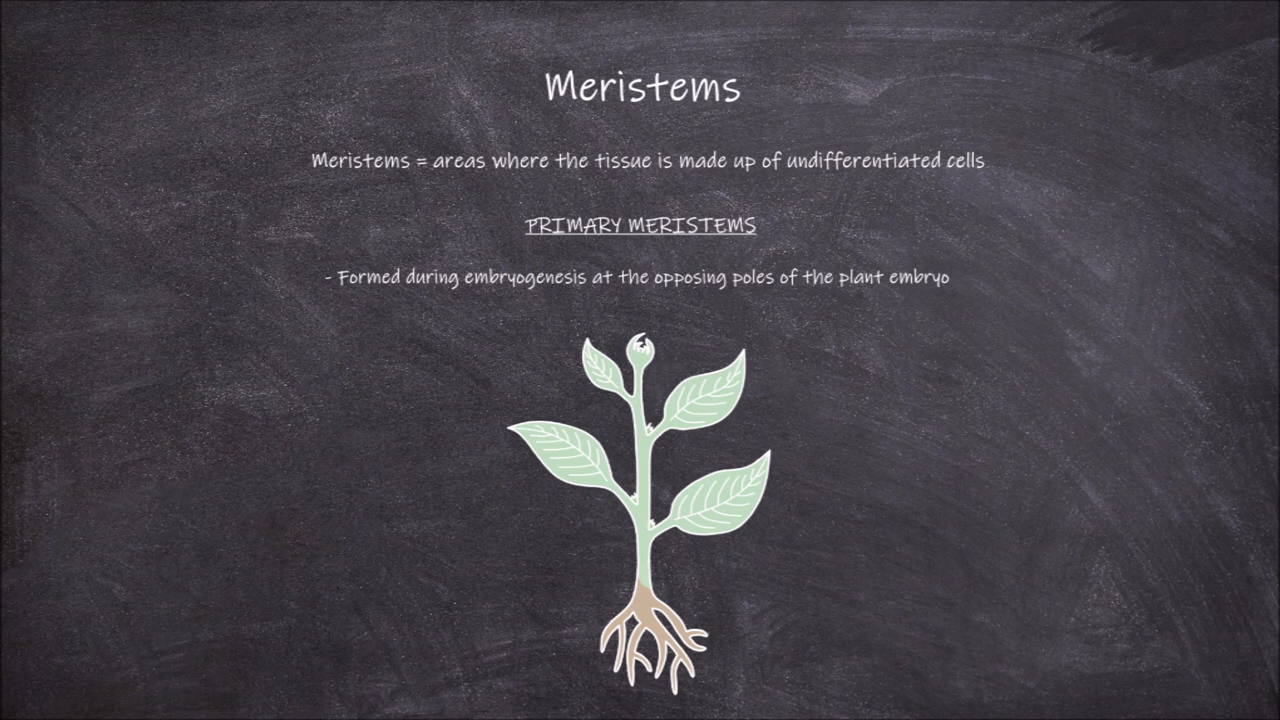 Meristems
Meristems = areas where the tissue is made up of undifferentiated cells
PRIMARY MERISTEMS
- Formed during embryogenesis at the opposing poles of the plant embryo